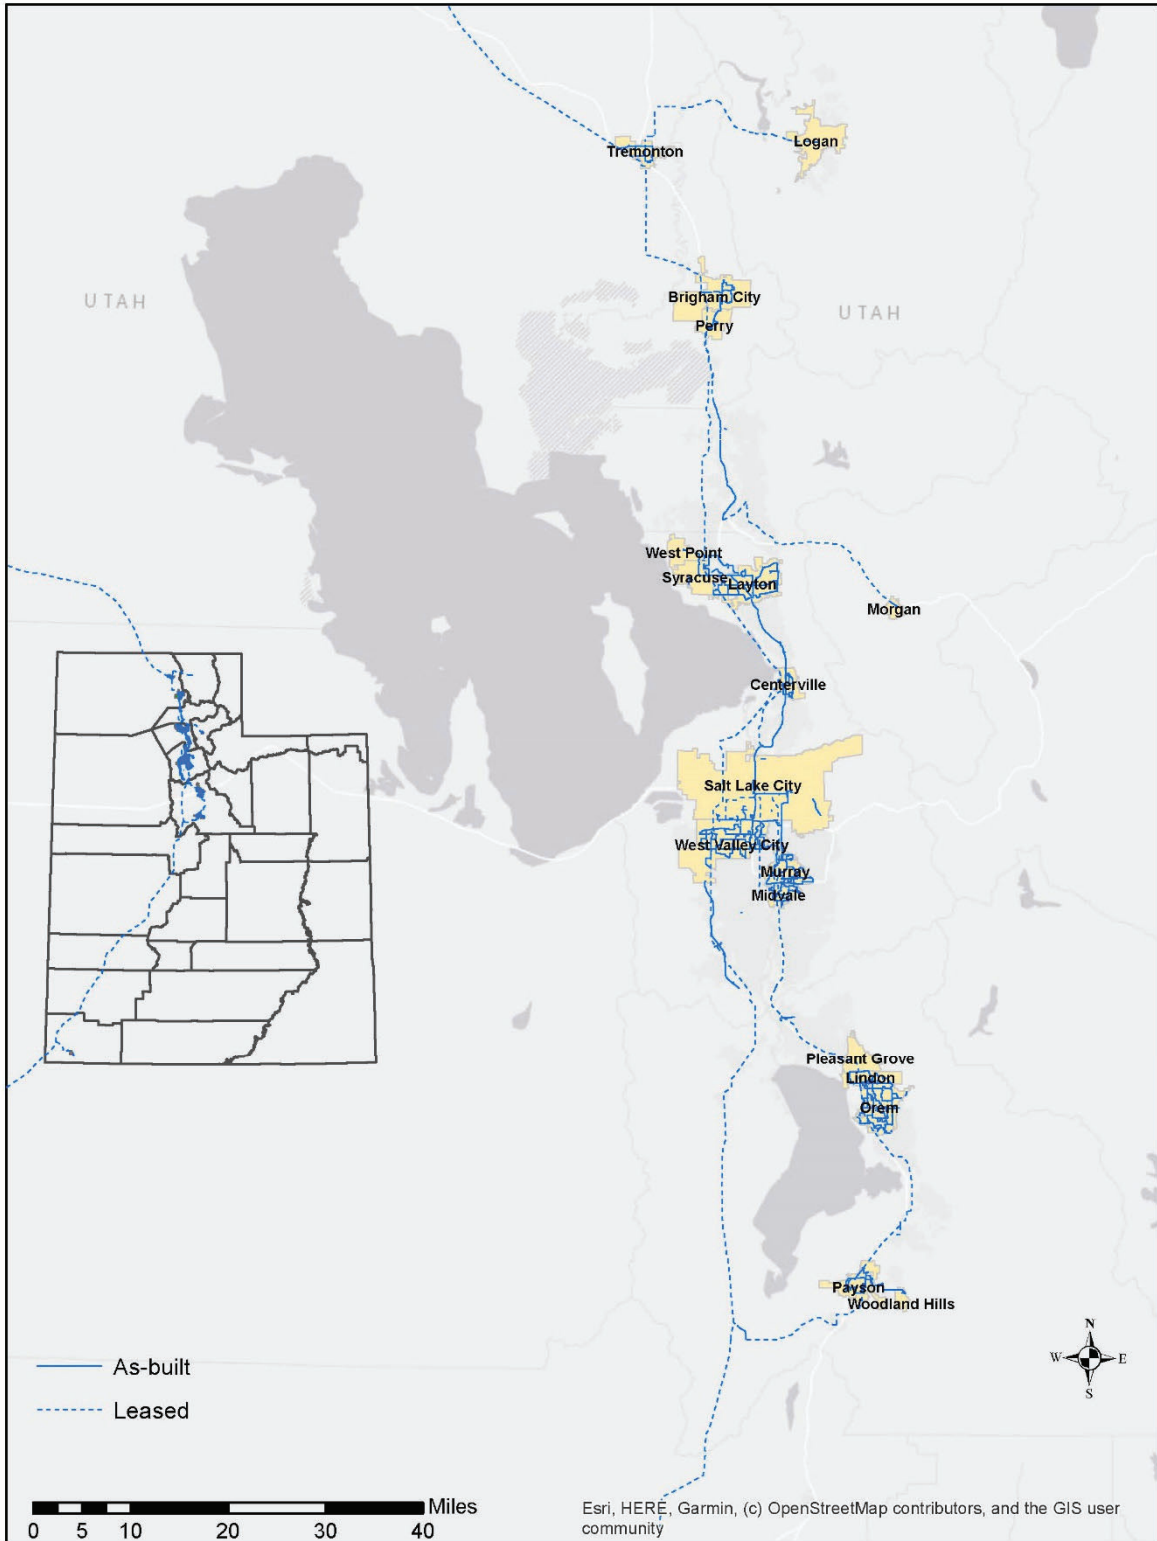 Logan
Tremonton
UTAH
Brigham City
UTAH
Perry
West Point
Syracuse
Layton
Morgan
Centerville
Salt Lake City
West Valley City
Murray
Midvale
Pleasant Grove
Lindon
Orem
Payson
Woodland Hills
N
W E
S
As-built
Leased
Miles
0 5 10 20 30 40
Esri, HERE, Garmin, (c) OpenStreetMap contributors, and the GIS user
community